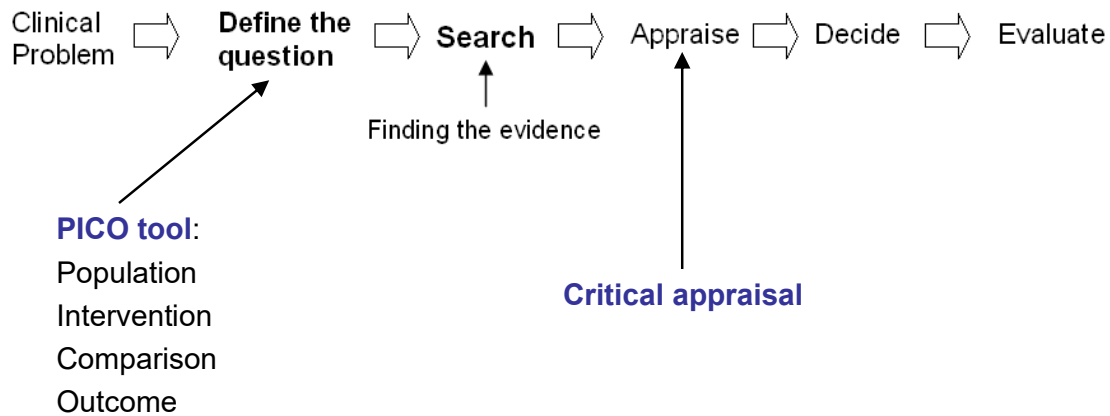 Clinical
Problem
Define the
question
Search
Appraise
Decide
Evaluate
Finding the evidence
PICO tool:
Population
Intervention
Comparison
Outcome
Critical appraisal